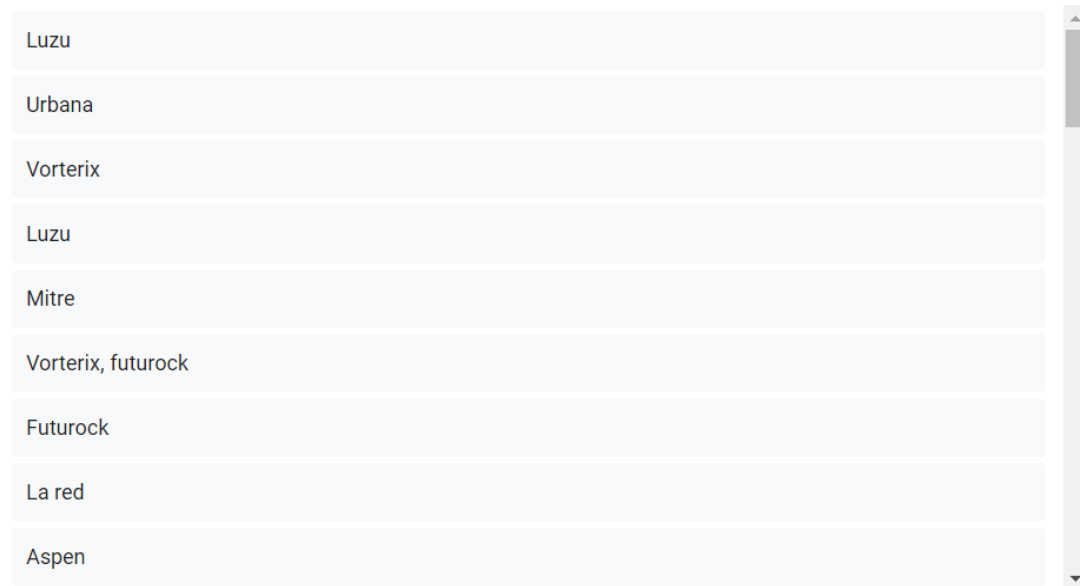 Luzu
Urbana
Vorterix
Luzu
Mitre
Vorterix, futurock
Futurock
La red
Aspen